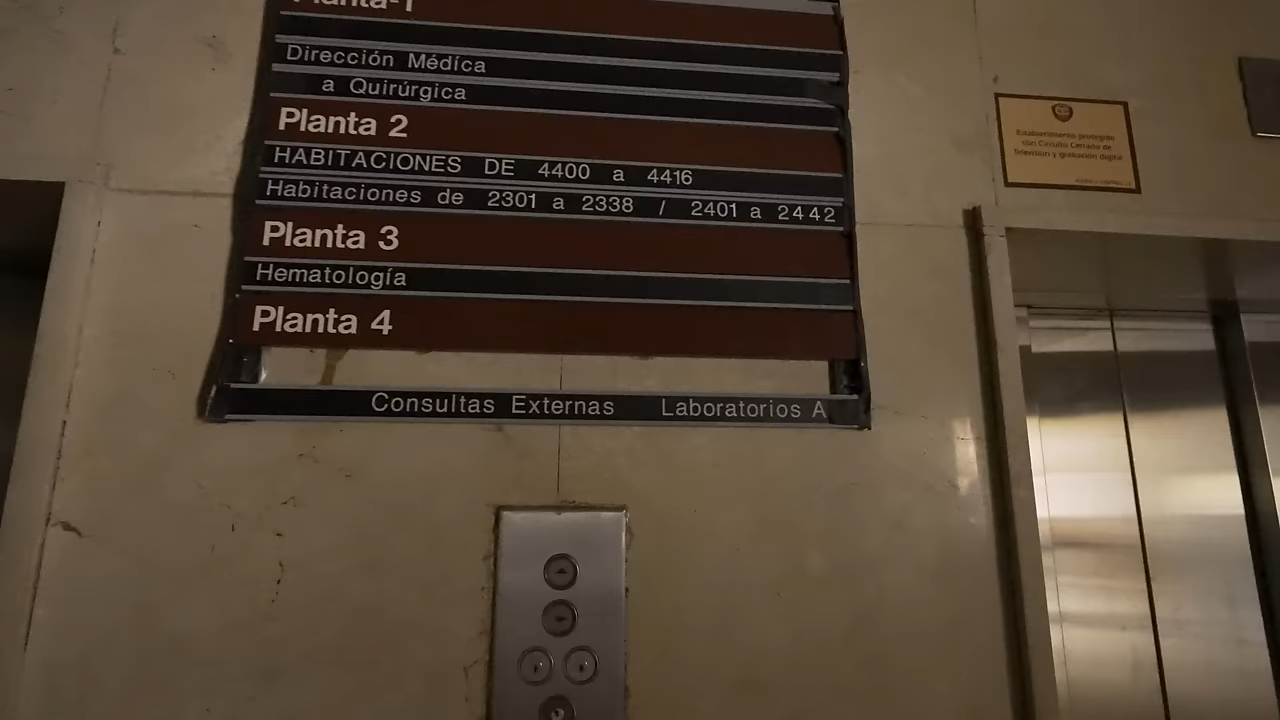 Planta-1
Dirección Médíca
a Quirúrgica
Planta 2
HABITACIONES DE 4400 a 4416
Habitaciones de 2301 a 2338 / 2401 a 2442
Planta 3
Hematología
Planta 4
Consultas Externas Laboratorios A
Establecimiento protegido
con Circuito Cerrado de
Televisión y grabación digital